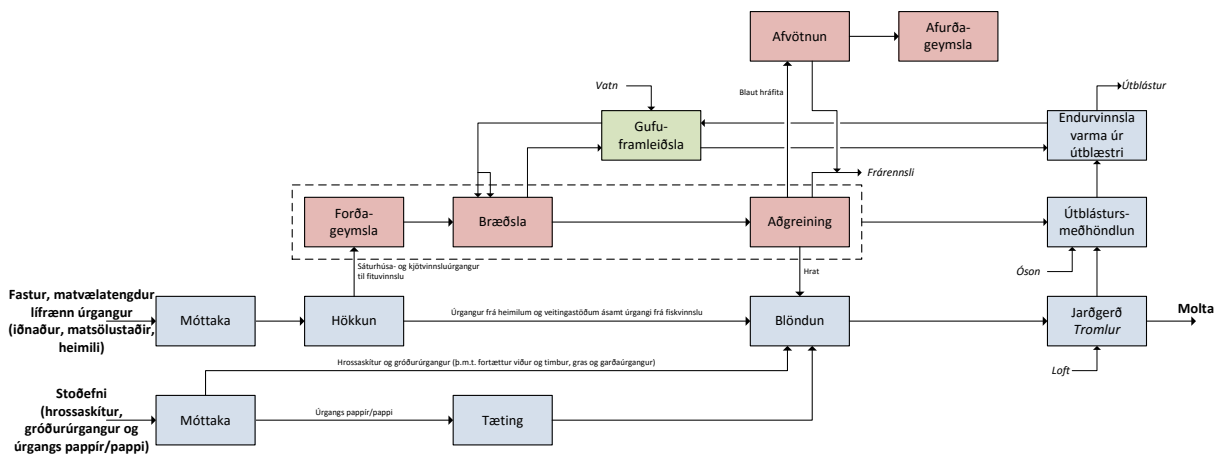 Afvötnun
Afurða-
geymsla
Vatn
Blaut hráfita
Útblástur
Gufu-
framleiðsla
Endurvinnsla
varma úr
útblæstri
Frárennsli
Forða-
geymsla
Bræðsla
Aðgreining
Útblásturs-
meðhöndlun
Sáturhúsa- og kjötvinnsluúrgangur
til fituvinnslu
Hrat
Óson
Fastur, matvælatengdur
lífrænn úrgangur
(iðnaður, matsölustaðir,
heimili)
Móttaka
Hökkun
Úrgangur frá heimilum og veitingastöðum ásamt úrgangi frá fiskvinnslu
Blöndun
Jarðgerð
Tromlur
Molta
Hrossaskítur og gróðurúrgangur (þ.m.t. fortættur viður og timbur, gras og garðaúrgangur)
Loft
Stoðefni
(hrossaskítur,
gróðurúrgangur og
úrgangs pappír/pappi)
Móttaka
Úrgangs pappír/pappi
Tæting